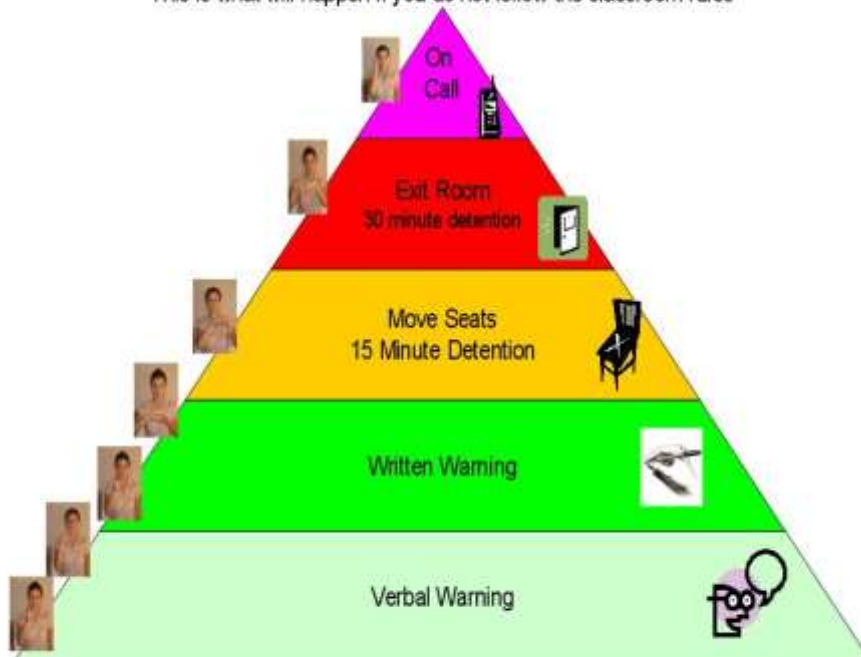 This is what will happen if you do not follow the classroom rules
On
Call
Exit Room
30 minute detention
Move Seats
15 Minute Detention
Written Warning
Verbal Warning